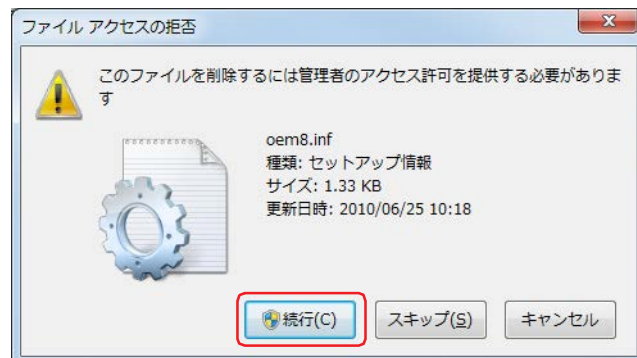 ファイル アクセスの拒否
このファイルを削除するには管理者のアクセス許可を提供する必要がありま
す
oem8.inf
種類: セットアップ情報
サイズ: 1.33 KB
更新日時: 2010/06/25 10:18
続行(C) スキップ(S) キャンセル